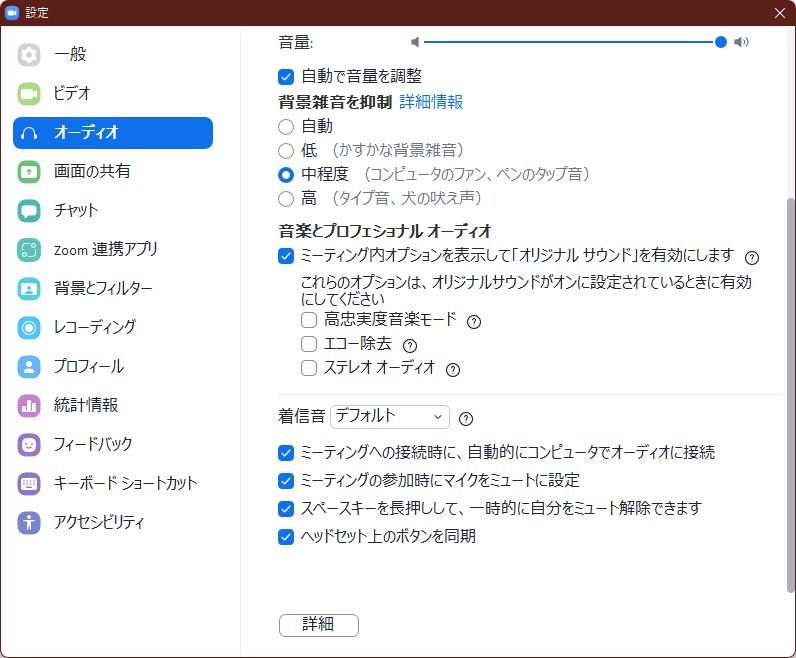 設定
一般
ビデオ
オーディオ
画面の共有
チャット
Zoom 連携アプリ
背景とフィルター
レコーディング
プロフィール
統計情報
フィードバック
キーボード ショートカット
アクセシビリティ
音量:
自動で音量を調整
背景雑音を抑制 詳細情報
自動
低 （かすかな背景雑音）
中程度 （コンピュータのファン、ペンのタップ音）
高 （タイプ音、犬の吠え声）
音楽とプロフェショナル オーディオ
ミーティング内オプションを表示して「オリジナル サウンド」を有効にします ?
これらのオプションは、オリジナルサウンドがオンに設定されているときに有効
にしてください
高忠実度音楽モード ?
エコー除去 ?
ステレオ オーディオ ?
着信音 デフォルト ?
ミーティングへの接続時に、自動的にコンピュータでオーディオに接続
ミーティングの参加時にマイクをミュートに設定
スペースキーを長押しして、一時的に自分をミュート解除できます
ヘッドセット上のボタンを同期
詳細